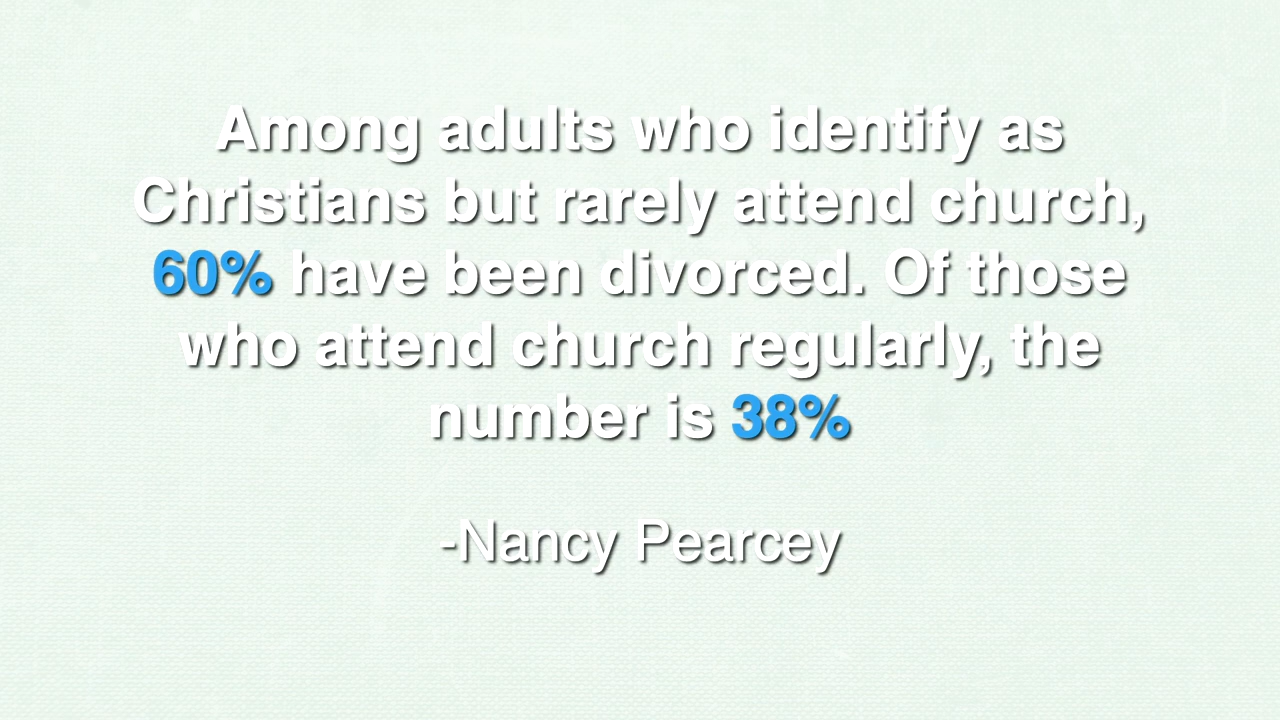 Among adults who identify as
Christians but rarely attend church,
60% have been divorced. Of those
who attend church regularly, the
number is 38%
-Nancy Pearcey